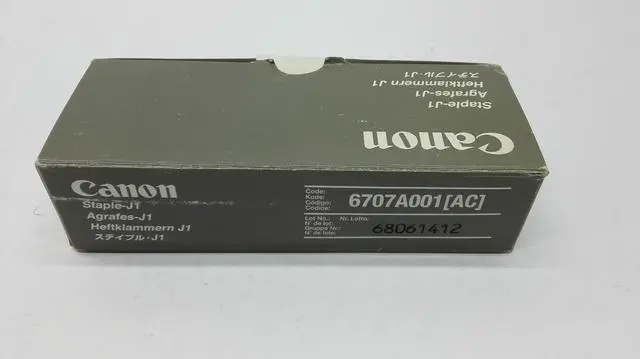 Canon
Staple-J1
Agrafes-J1
Heftklammern J1
ステイプル・J1
Canon
Staple-J1
Agrafes-J1
Heftklammern J1
ステイプル・J1
Code:
Kode:
Código:
Codice:
6707A001[AC]
Lot No.: Nr. Lotto:
N° de lot:
Gruppe Nr.:
N° de lote:
68061412